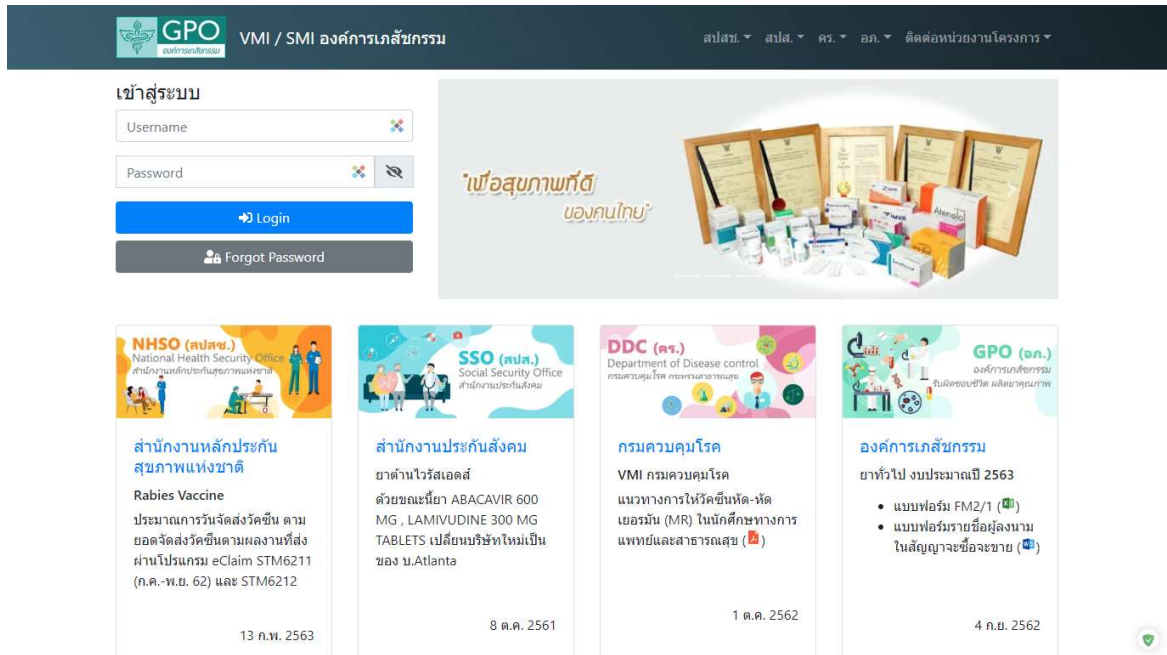 GPO
องค์การเภสัชกรรม
VMI / SMI องค์การเภสัชกรรม
สปสช. สปส. คร. อภ. ติดต่อหน่วยงานโครงการ
เข้าสู่ระบบ
Username
Password
Login
Forgot Password
"เพื่อสุขภาพที่ดี
ของคนไทย"
Atenolol
NHSO (สปสช.)
National Health Security Office
สำนักงานหลักประกันสุขภาพแห่งชาติ
สำนักงานหลักประกัน
สุขภาพแห่งชาติ
Rabies Vaccine
ประมาณการวันจัดส่งวัคซีน ตาม
ยอดจัดส่งวัคซีนตามผลงานที่ส่ง
ผ่านโปรแกรม eClaim STM6211
(ก.ค.-พ.ย. 62) และ STM6212
13 ก.พ. 2563
SSO (สปส.)
Social Security Office
สำนักงานประกันสังคม
สำนักงานประกันสังคม
ยาต้านไวรัสเอดส์
ด้วยขณะนี้ยา ABACAVIR 600
MG , LAMIVUDINE 300 MG
TABLETS เปลี่ยนบริษัทใหม่เป็น
ของ บ.Atlanta
8 ต.ค. 2561
DDC (คร.)
Department of Disease control
กรมควบคุมโรค กระทรวงสาธารณสุข
กรมควบคุมโรค
VMI กรมควบคุมโรค
แนวทางการให้วัคซีนหัด-หัด
เยอรมัน (MR) ในนักศึกษาทางการ
แพทย์และสาธารณสุข ( )
1 ต.ค. 2562
GPO (อภ.)
องค์การเภสัชกรรม
รับผิดชอบชีวิต ผลิตยาคุณภาพ
องค์การเภสัชกรรม
ยาทั่วไป งบประมาณปี 2563
แบบฟอร์ม FM2/1 ( )
แบบฟอร์มรายชื่อผู้ลงนาม
ในสัญญาจะซื้อจะขาย ( )
4 ก.ย. 2562